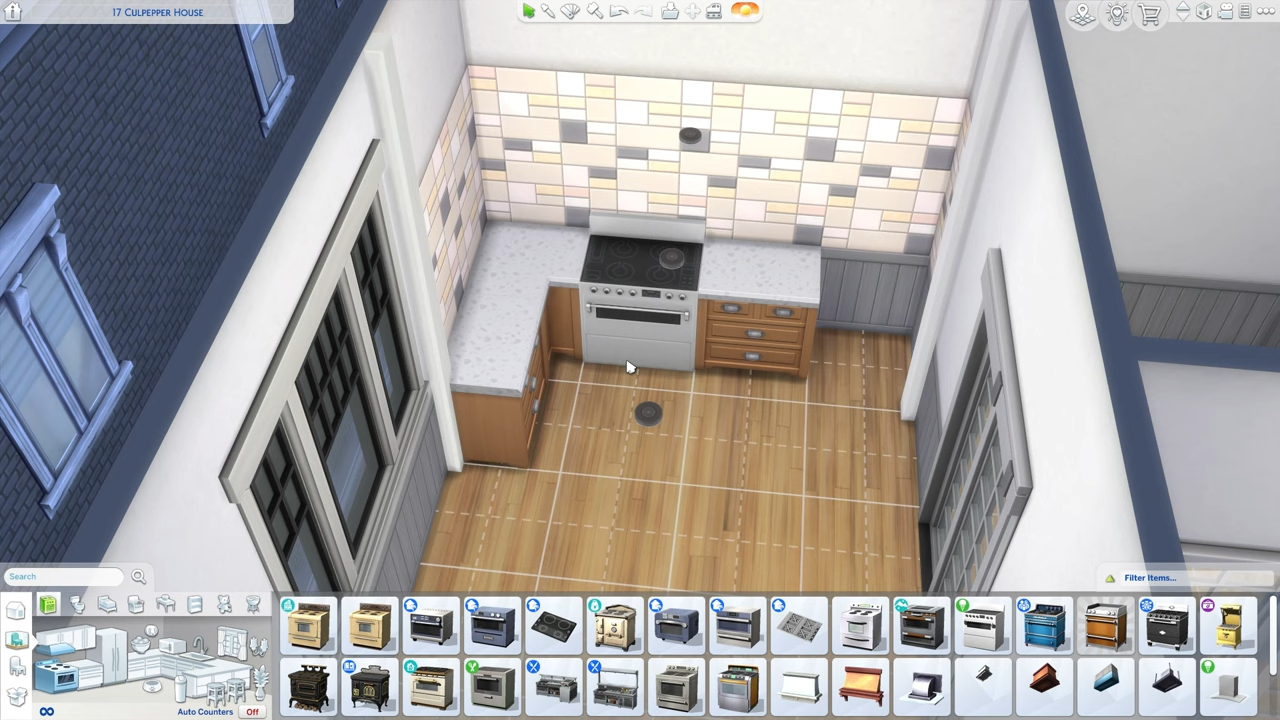 17 Culpepper House
Search
Filter Items...
Auto Counters Off